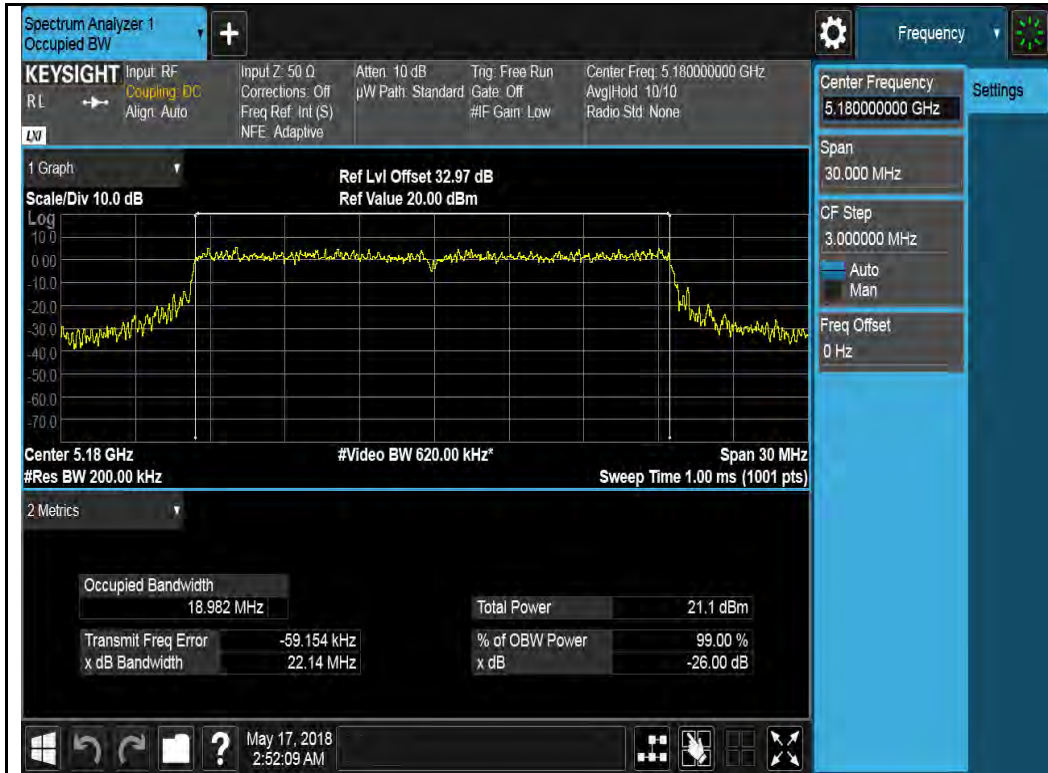 Spectrum Analyzer 1
Occupied BW
+
Frequency
KEYSIGHT
R L
LXI
Input: RF
Coupling: DC
Align: Auto
Input Z: 50 Ω
Corrections: Off
Freq Ref: Int (S)
NFE: Adaptive
Atten: 10 dB
µW Path: Standard
Trig: Free Run
Gate: Off
#IF Gain: Low
Center Freq: 5.180000000 GHz
Avg|Hold: 10/10
Radio Std: None
Center Frequency
5.180000000 GHz
Settings
Span
30.000 MHz
CF Step
3.000000 MHz
Auto
Man
Freq Offset
0 Hz
1 Graph
Scale/Div 10.0 dB
Ref Lvl Offset 32.97 dB
Ref Value 20.00 dBm
Log
10.0
0.00
-10.0
-20.0
-30.0
-40.0
-50.0
-60.0
-70.0
Center 5.18 GHz
#Res BW 200.00 kHz
#Video BW 620.00 kHz*
Span 30 MHz
Sweep Time 1.00 ms (1001 pts)
2 Metrics
Occupied Bandwidth
18.982 MHz
Total Power 21.1 dBm
Transmit Freq Error -59.154 kHz
% of OBW Power 99.00 %
x dB Bandwidth 22.14 MHz
x dB -26.00 dB
?
May 17, 2018
2:52:09 AM